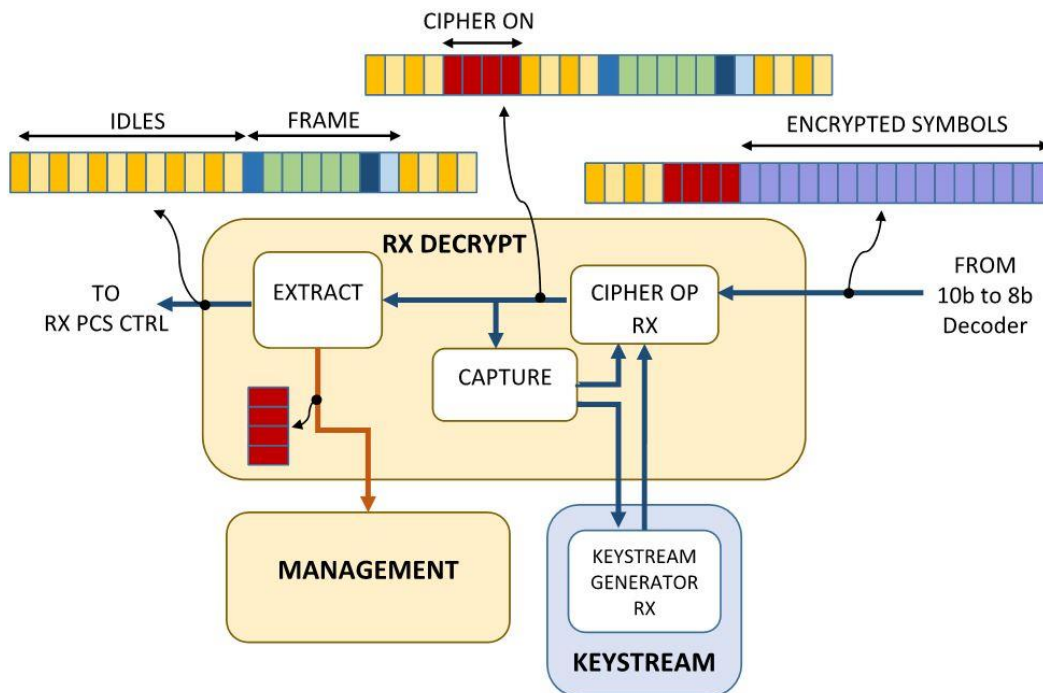 CIPHER ON
IDLES
FRAME
ENCRYPTED SYMBOLS
RX DECRYPT
TO
RX PCS CTRL
EXTRACT
CIPHER OP
RX
FROM
10b to 8b
Decoder
CAPTURE
MANAGEMENT
KEYSTREAM
GENERATOR
RX
KEYSTREAM